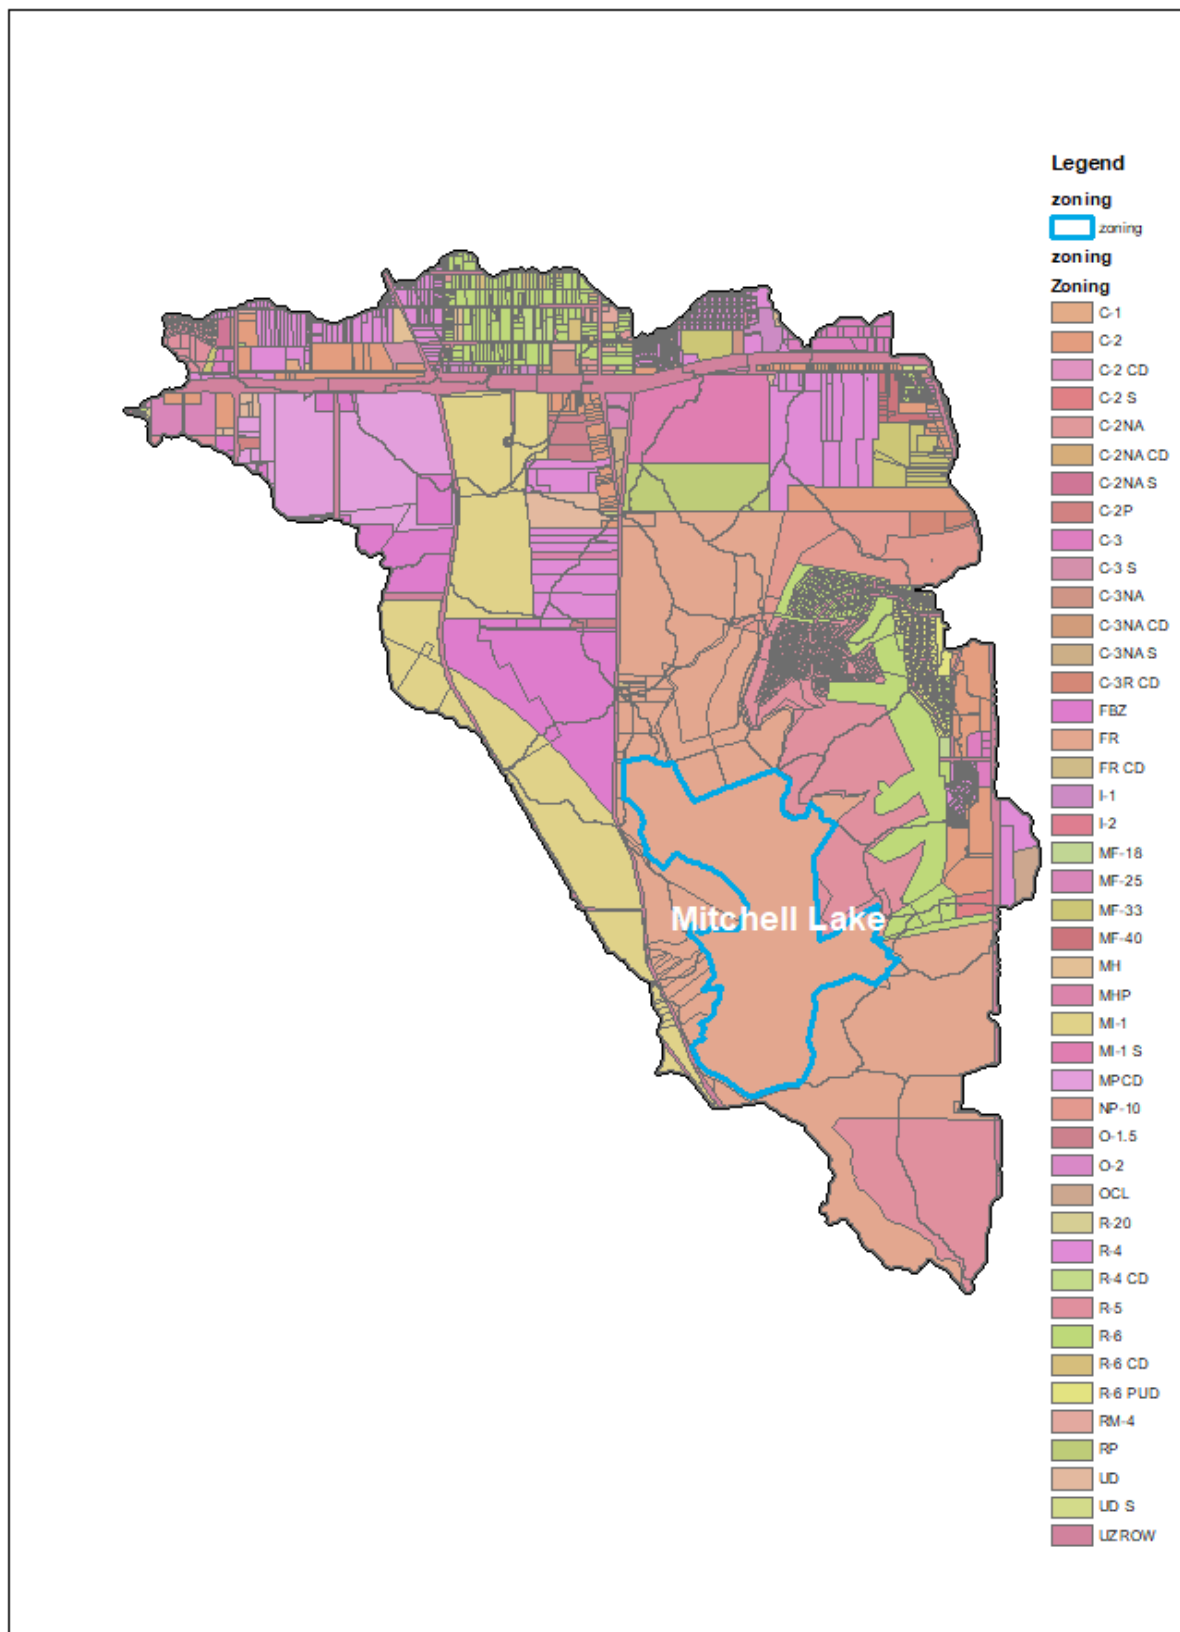 Legend
zoning
zoning
zoning
Zoning
C-1
C-2
C-2 CD
C-2 S
C-2NA
C-2NA CD
C-2NA S
C-2P
C-3
C-3 S
C-3NA
C-3NA CD
C-3NA S
C-3R CD
FBZ
FR
FR CD
I-1
I-2
MF-18
MF-25
MF-33
MF-40
MH
MHP
MI-1
MI-1 S
MPCD
NP-10
O-1.5
O-2
OCL
R-20
R-4
R-4 CD
R-5
R-6
R-6 CD
R-6 PUD
RM-4
RP
UD
UD S
UZROW
Mitchell Lake